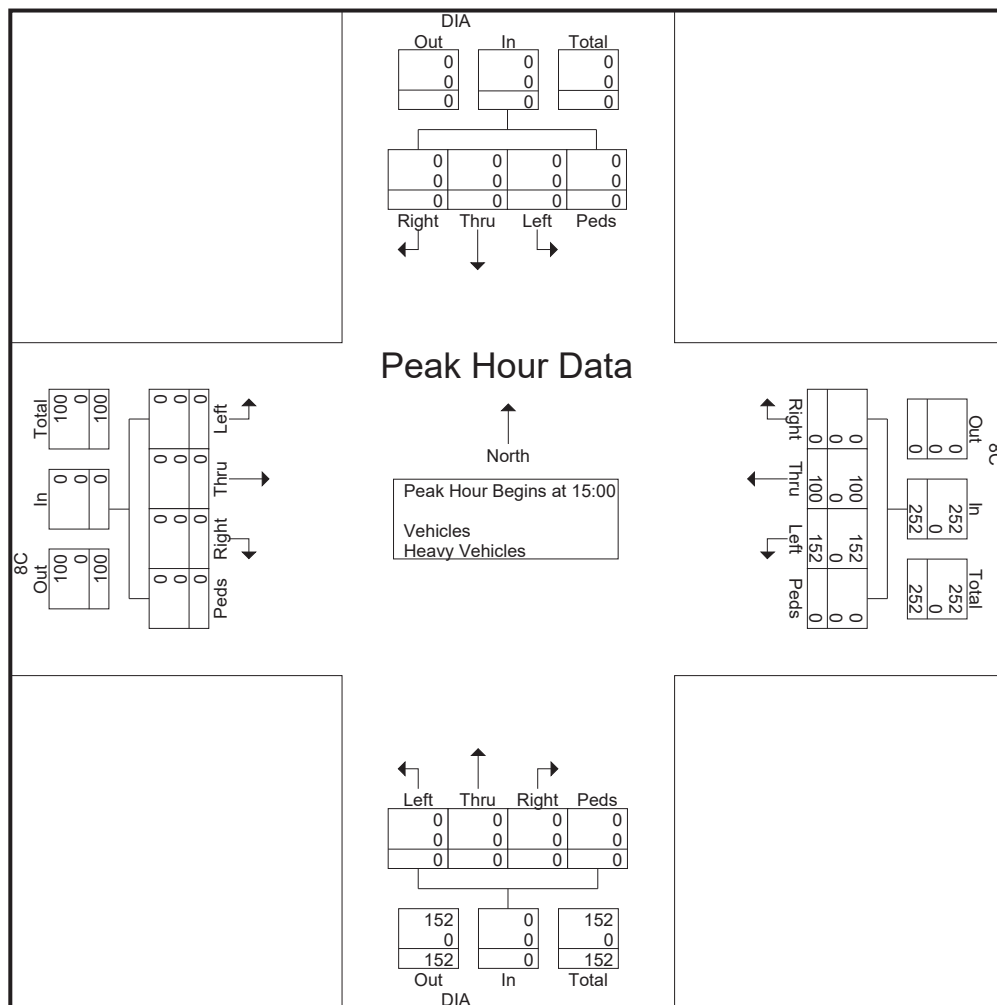 DIA
Out In Total
0 0 0
0 0 0
0 0 0
0 0 0 0
0 0 0 0
0 0 0 0
Right Thru Left Peds
Peak Hour Data
North
Peak Hour Begins at 15:00
Vehicles
Heavy Vehicles
8C
Out In Total
100 0 100
0 0 0
100 0 100
0 0 0 0
0 0 0 0
0 0 0 0
Peds Right Thru Left
8C
Out In Total
0 252 252
0 0 0
0 252 252
0 100 152 0
0 0 0 0
0 100 152 0
Right Thru Left Peds
Left Thru Right Peds
0 0 0 0
0 0 0 0
0 0 0 0
152 0 152
0 0 0
152 0 152
Out In Total
DIA